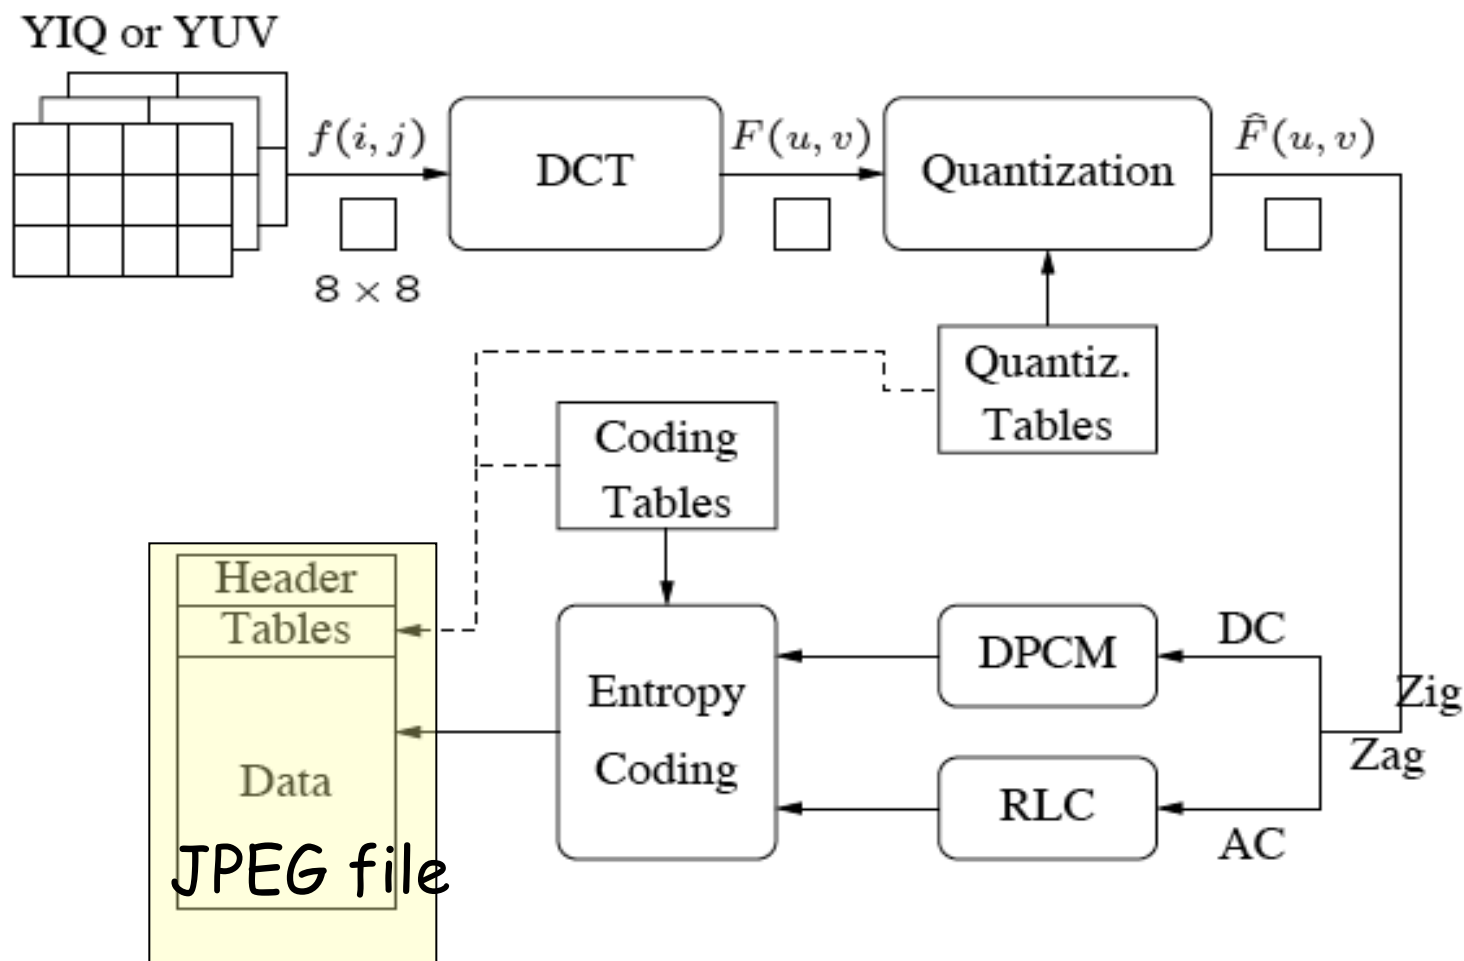 YIQ or YUV
f(i, j)
8 × 8
DCT
F(u, v)
Quantization
F̂(u, v)
Quantiz.
Tables
Coding
Tables
Header
Tables
Data
JPEG file
Entropy
Coding
DPCM
DC
RLC
AC
Zig
Zag